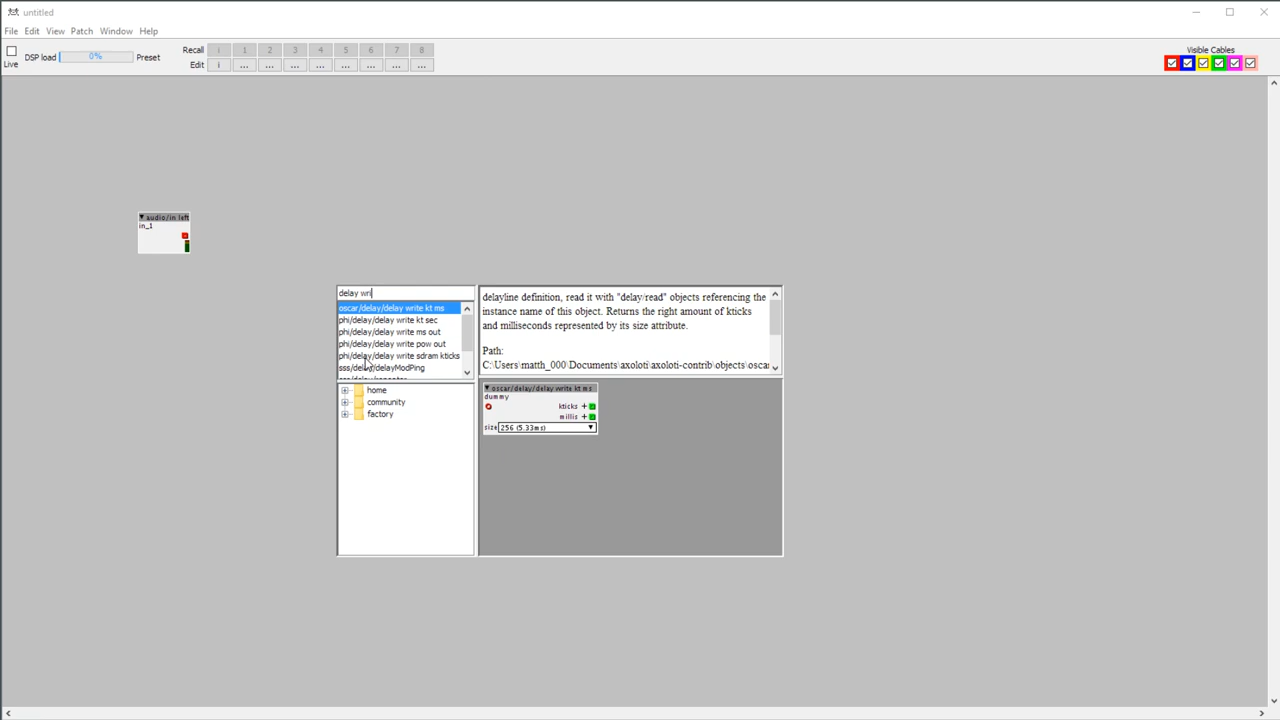 untitled
File Edit View Patch Window Help
Live
DSP load 0% Preset
Recall i 1 2 3 4 5 6 7 8
Edit i ... ... ... ... ... ... ... ...
Visible Cables
audio/in left
in_1
delay wri
oscar/delay/delay write kt ms
phi/delay/delay write kt sec
phi/delay/delay write ms out
phi/delay/delay write pow out
phi/delay/delay write sdram kticks
sss/delay/delayModPing
home
community
factory
delayline definition, read it with "delay/read" objects referencing the
instance name of this object. Returns the right amount of kticks
and milliseconds represented by its size attribute.
Path:
C:\Users\matth_000\Documents\axoloti-contrib\objects\oscar
oscar/delay/delay write kt ms
dummy
kticks +
millis +
size 256 (5.33ms)